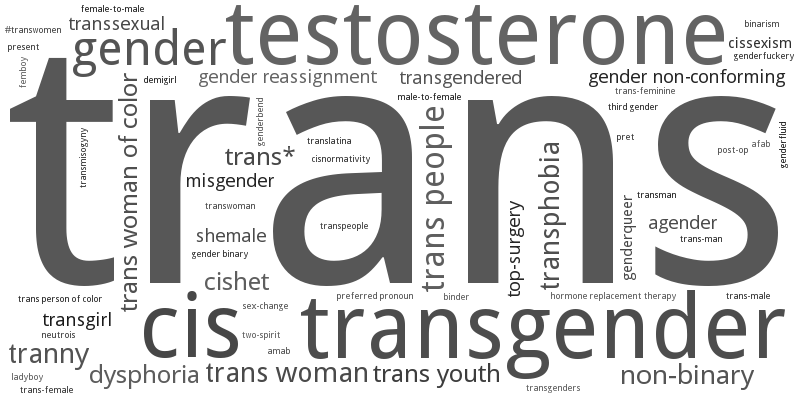 female-to-male
#transwomen
transsexual
testosterone
binarism
present
gender
cissexism
genderfuckery
femboy
demigirl
gender reassignment
transgendered
gender non-conforming
trans-feminine
trans
male-to-female
third gender
trans woman of color
transmisogyny
genderbend
translatina
trans people
pret
genderfluid
trans*
cisnormativity
transphobia
post-op
afab
misgender
transman
transwoman
top-surgery
genderqueer
agender
shemale
transpeople
trans-man
gender binary
cishet
trans person of color
preferred pronoun
binder
hormone replacement therapy
trans-male
transgirl
cis
sex-change
transgender
neutrois
two-spirit
tranny
amab
ladyboy
dysphoria
trans woman
trans youth
non-binary
trans-female
transgenders